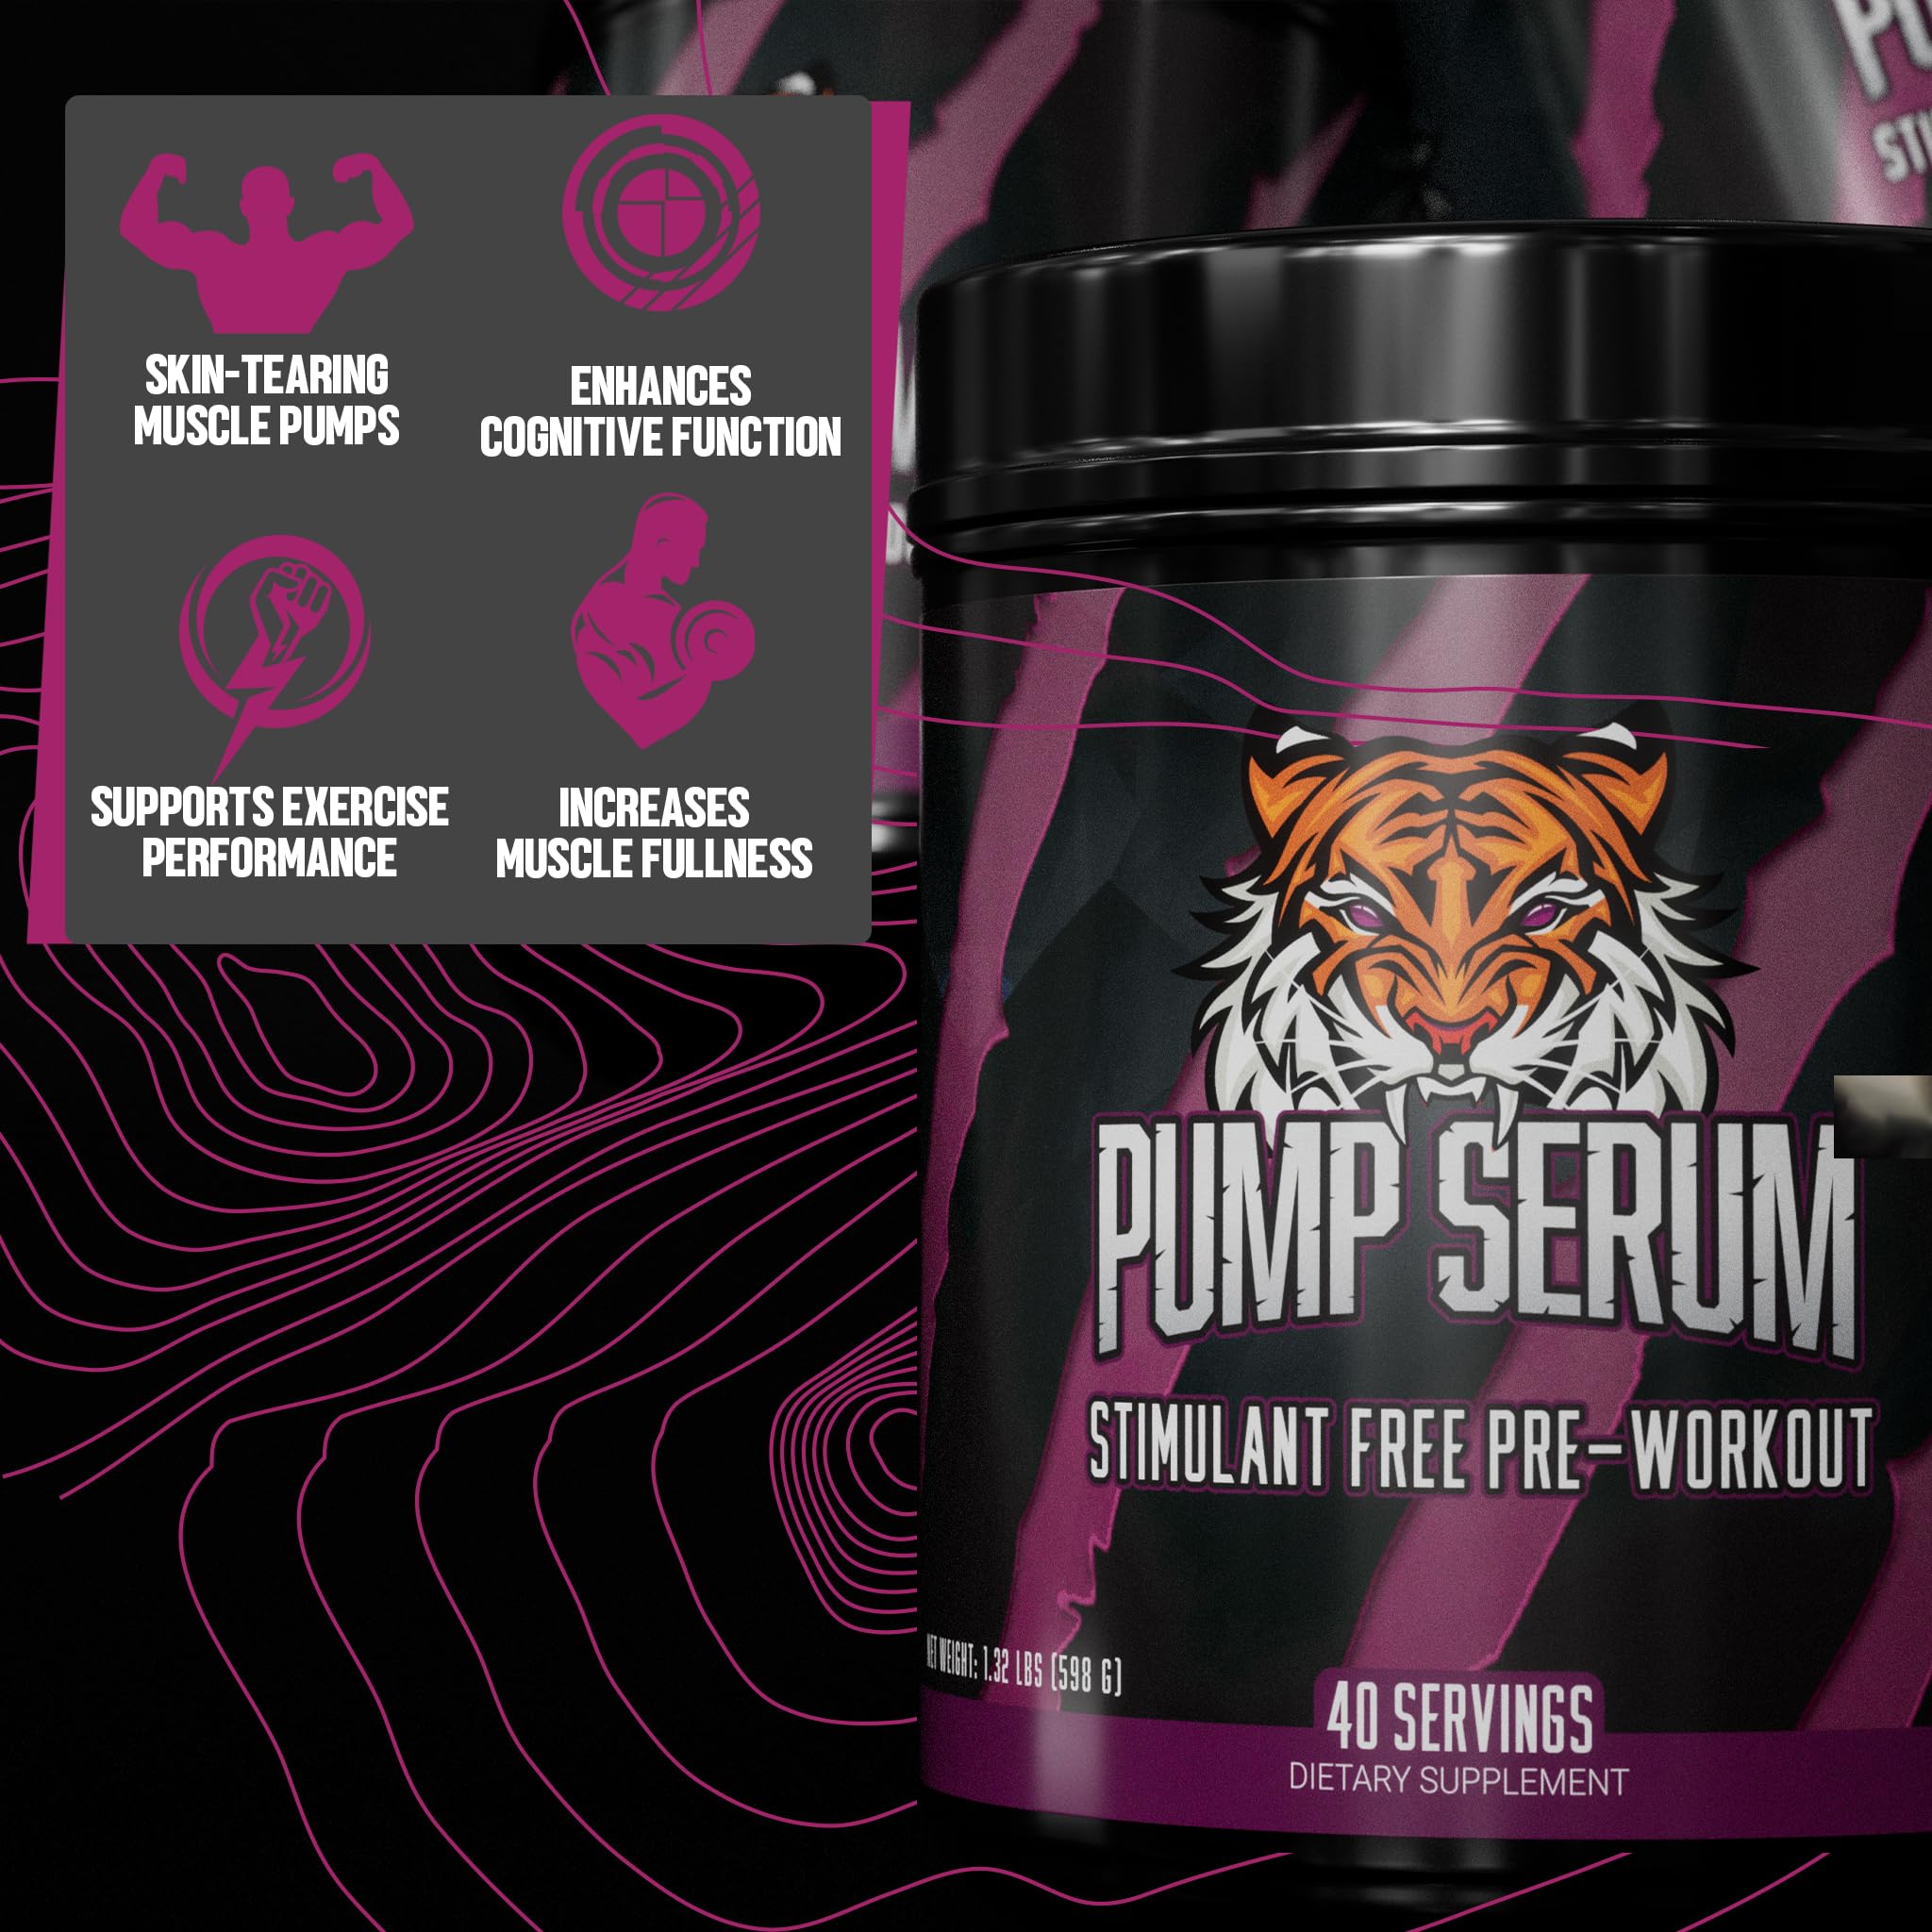 SKIN-TEARING
MUSCLE PUMPS
ENHANCES
COGNITIVE FUNCTION
SUPPORTS EXERCISE
PERFORMANCE
INCREASES
MUSCLE FULLNESS
PUMP SERUM
STIMULANT FREE PRE-WORKOUT
NET WEIGHT: 1.32 LBS (598 G)
40 SERVINGS
DIETARY SUPPLEMENT